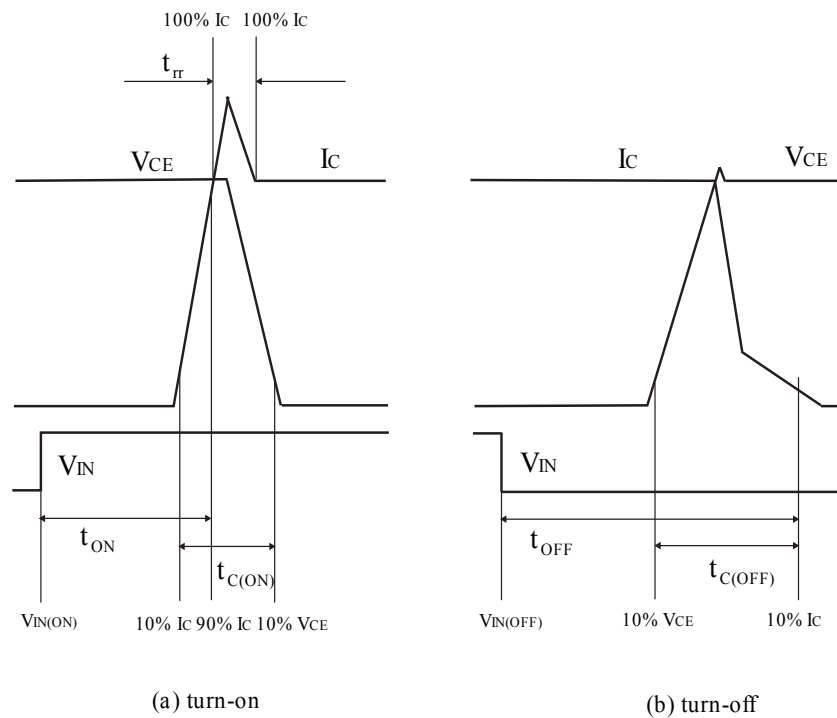 100% IC 100% IC
trr
VCE IC
IC VCE
VIN
VIN
tON
tC(ON)
tOFF
tC(OFF)
VIN(ON) 10% IC 90% IC 10% VCE
VIN(OFF) 10% VCE 10% IC
(a) turn-on
(b) turn-off